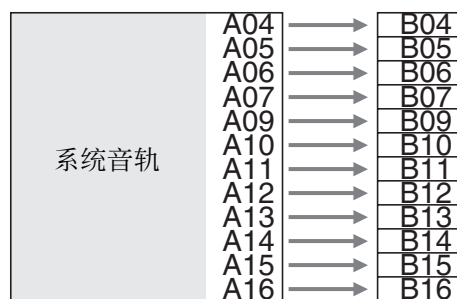 A04 B04
A05 B05
A06 B06
A07 B07
A09 B09
系统音轨 A10 B10
A11 B11
A12 B12
A13 B13
A14 B14
A15 B15
A16 B16